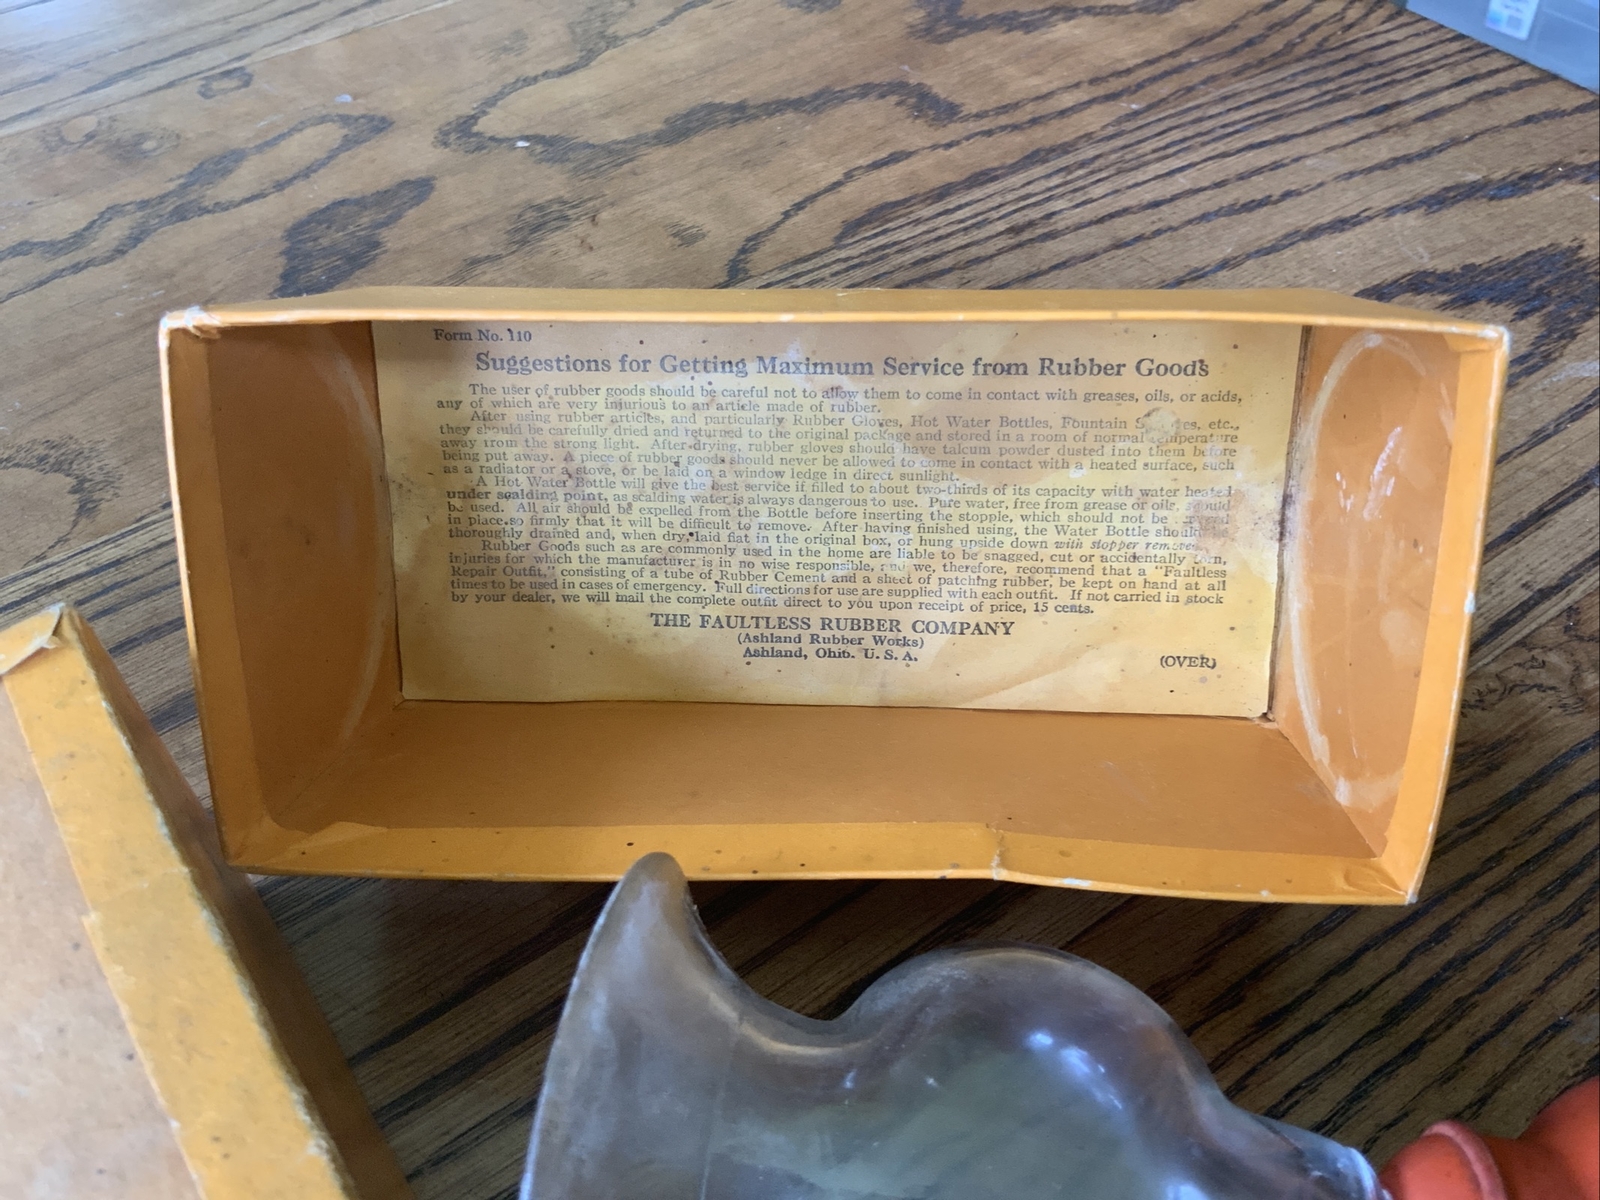 Form No. 110
Suggestions for Getting Maximum Service from Rubber Goods
The user of rubber goods should be careful not to allow them to come in contact with greases, oils, or acids,
any of which are very injurious to an article made of rubber.
After using rubber articles, and particularly Rubber Gloves, Hot Water Bottles, Fountain etc.,
they should be carefully dried and returned to the original package and stored in a room of normal temperature
away from the strong light. After drying, rubber gloves should have talcum powder dusted into them before
being put away. A piece of rubber goods should never be allowed to come in contact with a heated surface, such
as a radiator or a stove, or be laid on a window ledge in direct sunlight.
A Hot Water Bottle will give the best service if filled to about two-thirds of its capacity with water heated
under scalding point, as scalding water is always dangerous to use. Pure water, free from grease or oils, should
be used. All air should be expelled from the Bottle before inserting the stopple, which should not be
in place so firmly that it will be difficult to remove. After having finished using, the Water Bottle should
thoroughly drained and, when dry, laid flat in the original box, or hung upside down with stopper removed.
Rubber Goods such as are commonly used in the home are liable to be snagged, cut or accidentally torn,
injuries for which the manufacturer is in no wise responsible, and we, therefore, recommend that a "Faultless
Repair Outfit," consisting of a tube of Rubber Cement and a sheet of patching rubber, be kept on hand at all
times to be used in cases of emergency. Full directions for use are supplied with each outfit. If not carried in stock
by your dealer, we will mail the complete outfit direct to you upon receipt of price, 15 cents.
THE FAULTLESS RUBBER COMPANY
(Ashland Rubber Works)
Ashland, Ohio. U. S. A.
(OVER)